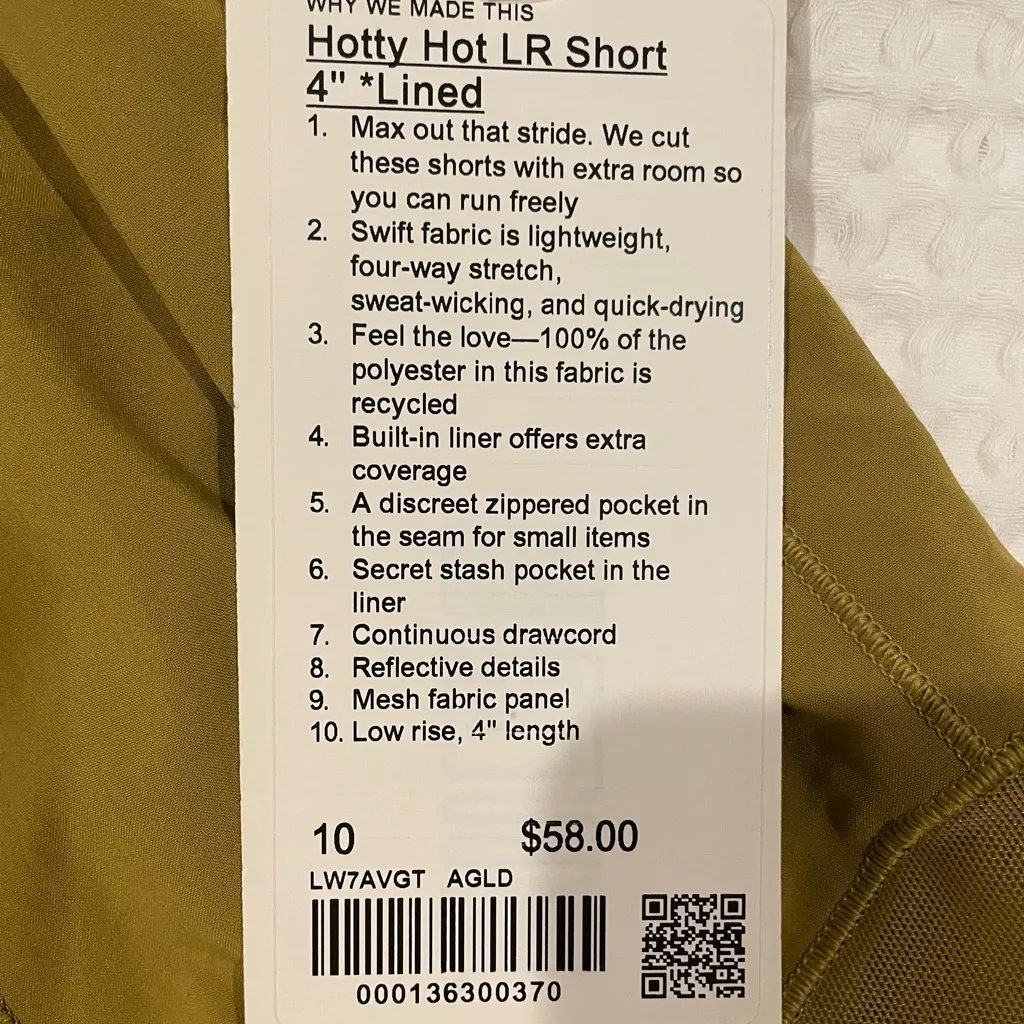 WHY WE MADE THIS
Hotty Hot LR Short
4" *Lined
1. Max out that stride. We cut
these shorts with extra room so
you can run freely
2. Swift fabric is lightweight,
four-way stretch,
sweat-wicking, and quick-drying
3. Feel the love—100% of the
polyester in this fabric is
recycled
4. Built-in liner offers extra
coverage
5. A discreet zippered pocket in
the seam for small items
6. Secret stash pocket in the
liner
7. Continuous drawcord
8. Reflective details
9. Mesh fabric panel
10. Low rise, 4" length
10 $58.00
LW7AVGT AGLD
000136300370